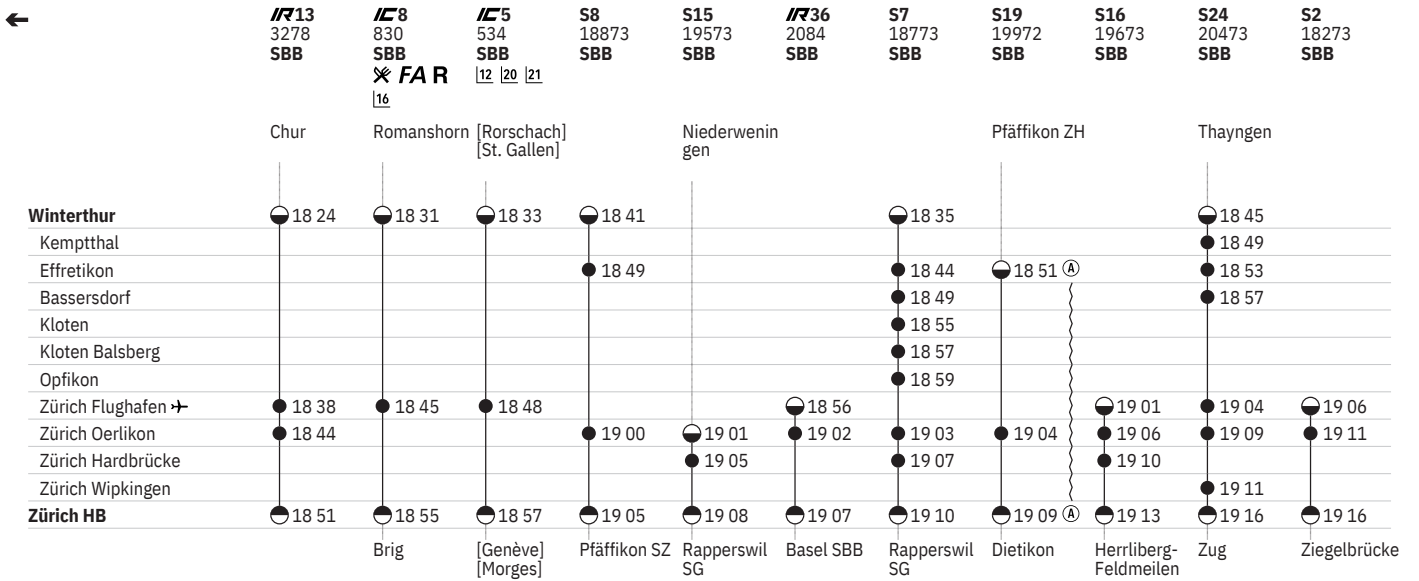 IR13 IC8 IC5 S8 S15 IR36 S7 S19 S16 S24 S2
3278 830 534 18873 19573 2084 18773 19972 19673 20473 18273
SBB SBB SBB SBB SBB SBB SBB SBB SBB SBB SBB
FA R 12 20 21
16
Chur Romanshorn [Rorschach] Niederwenin Pfäffikon ZH Thayngen
[St. Gallen] gen
Winterthur 18 24 18 31 18 33 18 41 18 35 18 45
Kemptthal 18 49
Effretikon 18 49 18 44 18 51 A 18 53
Bassersdorf 18 49 18 57
Kloten 18 55
Kloten Balsberg 18 57
Opfikon 18 59
Zürich Flughafen 18 38 18 45 18 48 18 56 19 01 19 04 19 06
Zürich Oerlikon 18 44 19 00 19 01 19 02 19 03 19 04 19 06 19 09 19 11
Zürich Hardbrücke 19 05 19 07 19 10
Zürich Wipkingen 19 11
Zürich HB 18 51 18 55 18 57 19 05 19 08 19 07 19 10 19 09 A 19 13 19 16 19 16
Brig [Genève] Pfäffikon SZ Rapperswil Basel SBB Rapperswil Dietikon Herrliberg- Zug Ziegelbrücke
[Morges] SG SG Feldmeilen